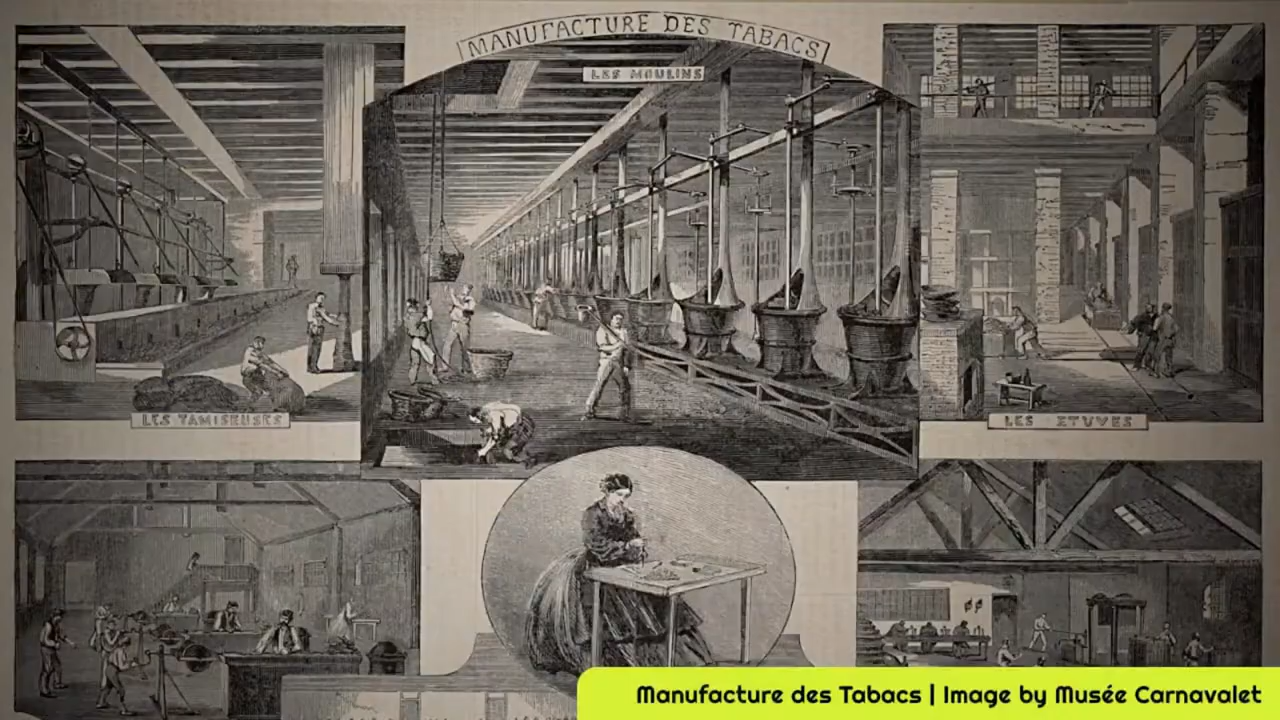 MANUFACTURE DES TABACS
LES MOULINS
LES TAMISEUSES
LES ETUVES
Manufacture des Tabacs | Image by Musée Carnavalet